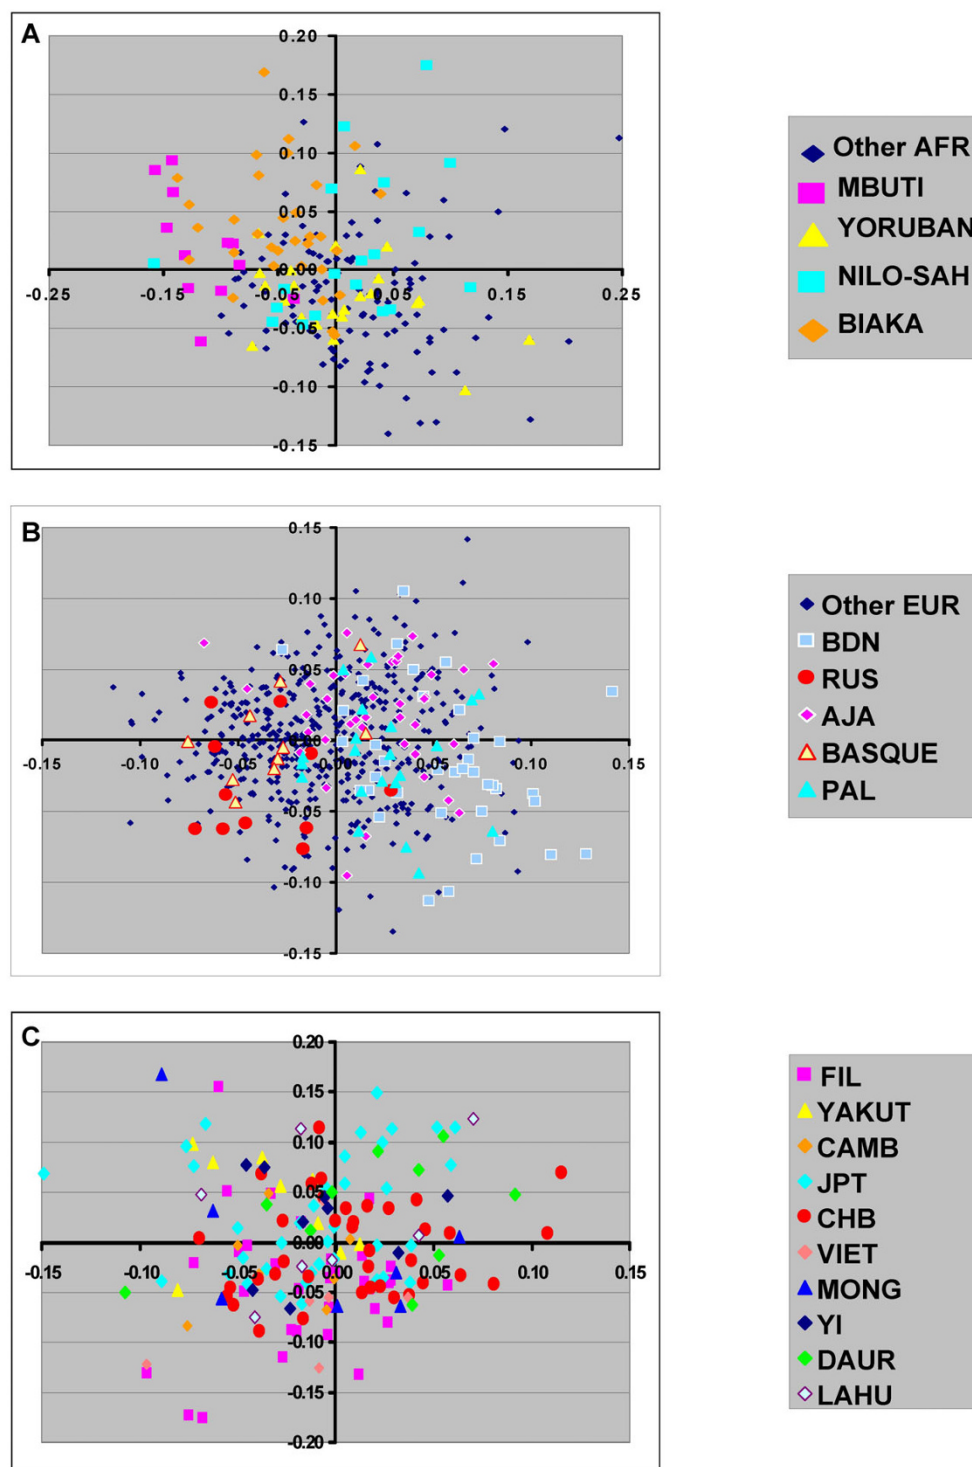 A
0.20
0.15
0.10
0.05
0.00
-0.25 -0.15 -0.05 0.05 0.15 0.25
-0.05
-0.10
-0.15
Other AFR
MBUTI
YORUBAN
NILO-SAH
BIAKA
B
0.15
0.10
0.05
0.00
-0.15 -0.10 -0.05 0.00 0.05 0.10 0.15
-0.05
-0.10
-0.15
Other EUR
BDN
RUS
AJA
BASQUE
PAL
C
0.20
0.15
0.10
0.05
0.00
-0.15 -0.10 -0.05 0.00 0.05 0.10 0.15
-0.05
-0.10
-0.15
-0.20
FIL
YAKUT
CAMB
JPT
CHB
VIET
MONG
YI
DAUR
LAHU